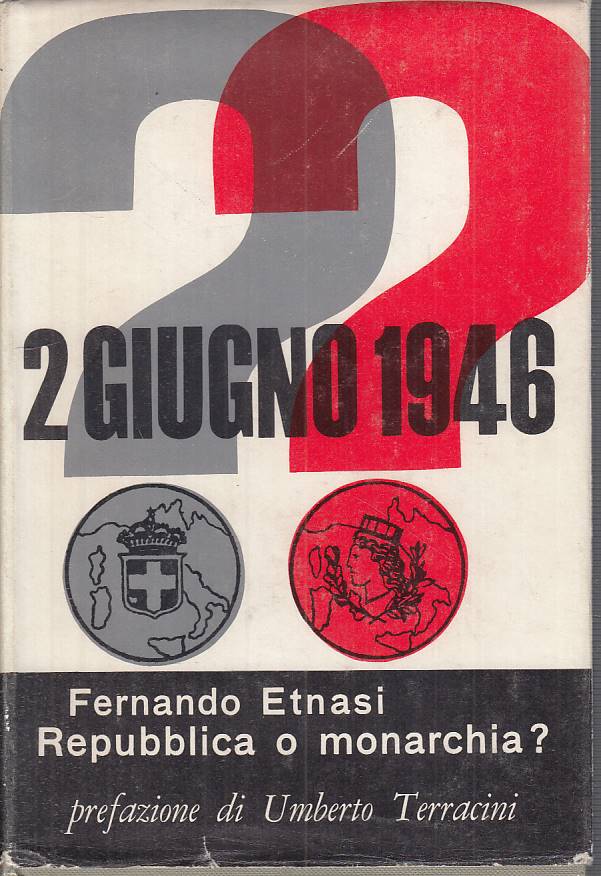 2 GIUGNO 1946
Fernando Etnasi
Repubblica o monarchia?
prefazione di Umberto Terracini